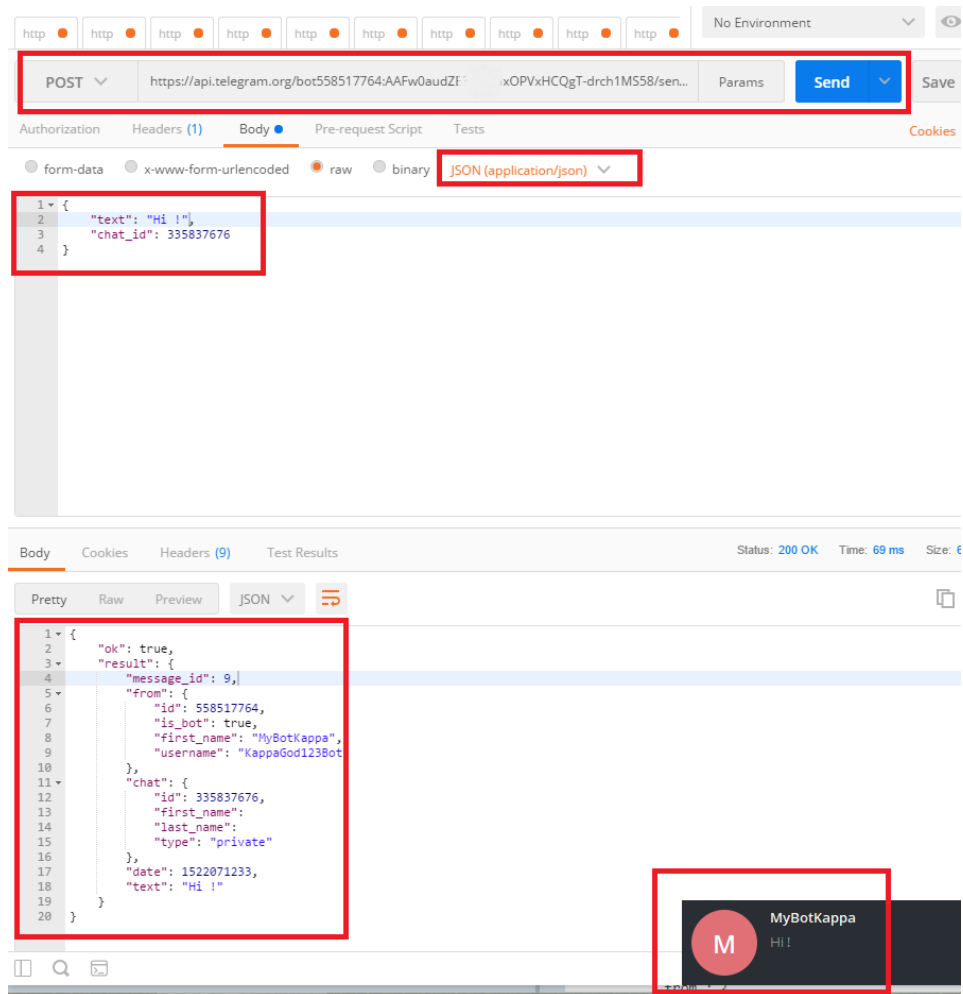 http http http http http http http http http http No Environment
POST https://api.telegram.org/bot558517764:AAFw0audZE xOPVxHCQgT-drch1MS58/sen... Params Send Save
Authorization Headers (1) Body Pre-request Script Tests Cookies
form-data x-www-form-urlencoded raw binary JSON (application/json)
1 {
2 "text": "Hi !",
3 "chat_id": 335837676
4 }
Body Cookies Headers (9) Test Results Status: 200 OK Time: 69 ms Size: 6
Pretty Raw Preview JSON
1 {
2 "ok": true,
3 "result": {
4 "message_id": 9,
5 "from": {
6 "id": 558517764,
7 "is_bot": true,
8 "first_name": "MyBotKappa",
9 "username": "KappaGod123Bot
10 },
11 "chat": {
12 "id": 335837676,
13 "first_name":
14 "last_name":
15 "type": "private"
16 },
17 "date": 1522071233,
18 "text": "Hi !"
19 }
20 }
M MyBotKappa
Hi !